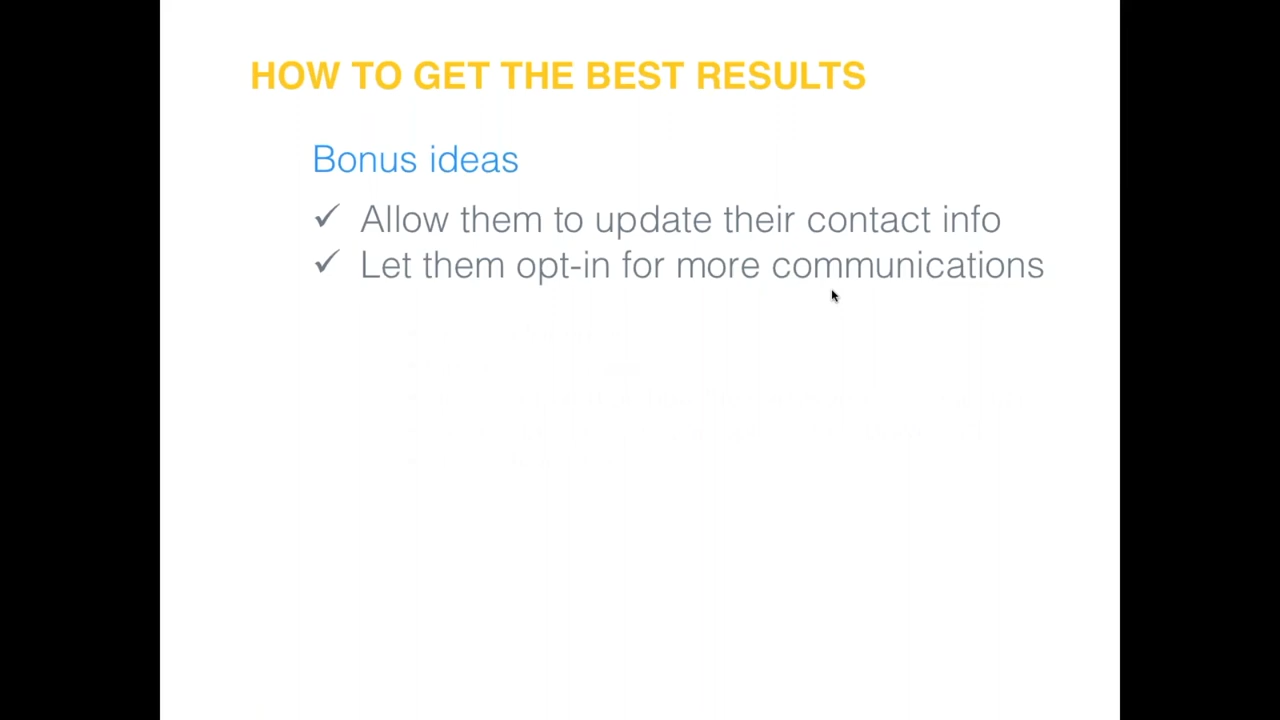 HOW TO GET THE BEST RESULTS
Bonus ideas
✓ Allow them to update their contact info
✓ Let them opt-in for more communications